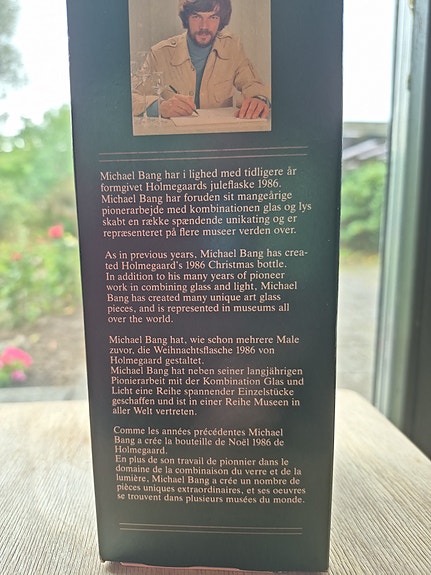 Michael Bang har i lighed med tidligere år
formgivet Holmegaards juleflaske 1986.
Michael Bang har foruden sit mangeårige
pionerarbejde med kombinationen glas og lys
skabt en række spændende unikating og er
repræsenteret på flere museer verden over.
As in previous years, Michael Bang has crea-
ted Holmegaard's 1986 Christmas bottle.
In addition to his many years of pioneer
work in combining glass and light, Michael
Bang has created many unique art glass
pieces, and is represented in museums all
over the world.
Michael Bang hat, wie schon mehrere Male
zuvor, die Weihnachtsflasche 1986 von
Holmegaard gestaltet.
Michael Bang hat neben seiner langjährigen
Pionierarbeit mit der Kombination Glas und
Licht eine Reihe spannender Einzelstücke
geschaffen und ist in einer Reihe Museen in
aller Welt vertreten.
Comme les années précédentes Michael
Bang a crée la bouteille de Noël 1986 de
Holmegaard.
En plus de son travail de pionnier dans le
domaine de la combinaison du verre et de la
lumière, Michael Bang a crée un nombre de
pièces uniques extraordinaires, et ses oeuvres
se trouvent dans plusieurs musées du monde.